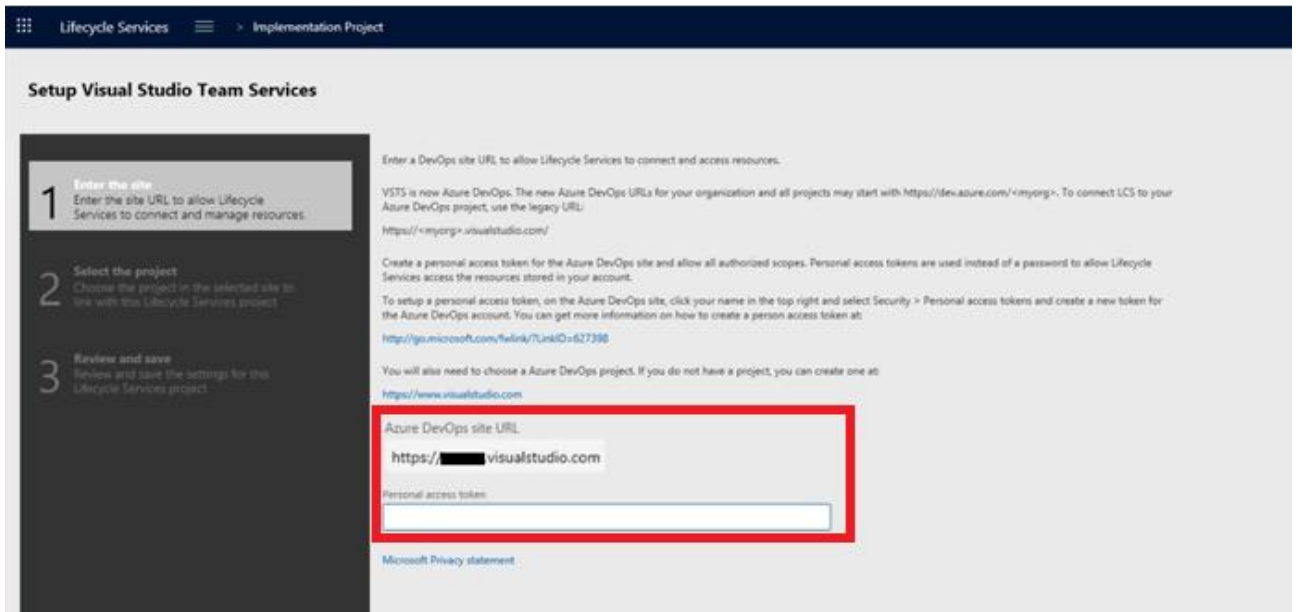 Lifecycle Services > Implementation Project
Setup Visual Studio Team Services
1
Enter the site
Enter the site URL to allow Lifecycle
Services to connect and manage resources.
2
Select the project
Choose the project in the selected site to
link with this Lifecycle Services project
3
Review and save
Review and save the settings for this
Lifecycle Services project
Enter a DevOps site URL to allow Lifecycle Services to connect and access resources.
VSTS is now Azure DevOps. The new Azure DevOps URLs for your organization and all projects may start with https://dev.azure.com/<myorg>. To connect LCS to your
Azure DevOps project, use the legacy URL:
https://<myorg>.visualstudio.com/
Create a personal access token for the Azure DevOps site and allow all authorized scopes. Personal access tokens are used instead of a password to allow Lifecycle
Services access the resources stored in your account.
To setup a personal access token, on the Azure DevOps site, click your name in the top right and select Security > Personal access tokens and create a new token for
the Azure DevOps account. You can get more information on how to create a person access token at:
http://go.microsoft.com/fwlink/?LinkID=627398
You will also need to choose a Azure DevOps project. If you do not have a project, you can create one at:
https://www.visualstudio.com
Azure DevOps site URL
https:// .visualstudio.com
Personal access token
Microsoft Privacy statement